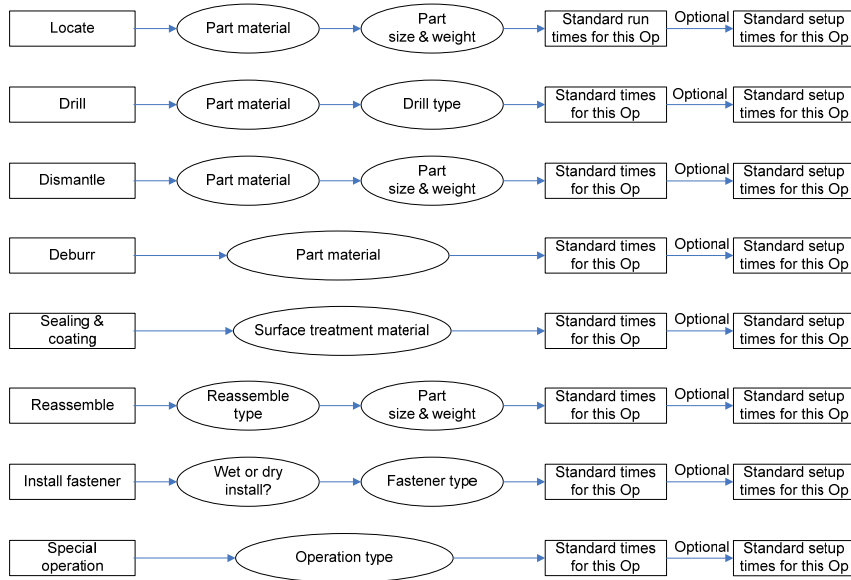 Locate
Part material
Part
size & weight
Standard run
times for this Op
Optional
Standard setup
times for this Op
Drill
Part material
Drill type
Standard times
for this Op
Optional
Standard setup
times for this Op
Dismantle
Part material
Part
size & weight
Standard times
for this Op
Optional
Standard setup
times for this Op
Deburr
Part material
Standard times
for this Op
Optional
Standard setup
times for this Op
Sealing &
coating
Surface treatment material
Standard times
for this Op
Optional
Standard setup
times for this Op
Reassemble
Reassemble
type
Part
size & weight
Standard times
for this Op
Optional
Standard setup
times for this Op
Install fastener
Wet or dry
install?
Fastener type
Standard times
for this Op
Optional
Standard setup
times for this Op
Special
operation
Operation type
Standard times
for this Op
Optional
Standard setup
times for this Op